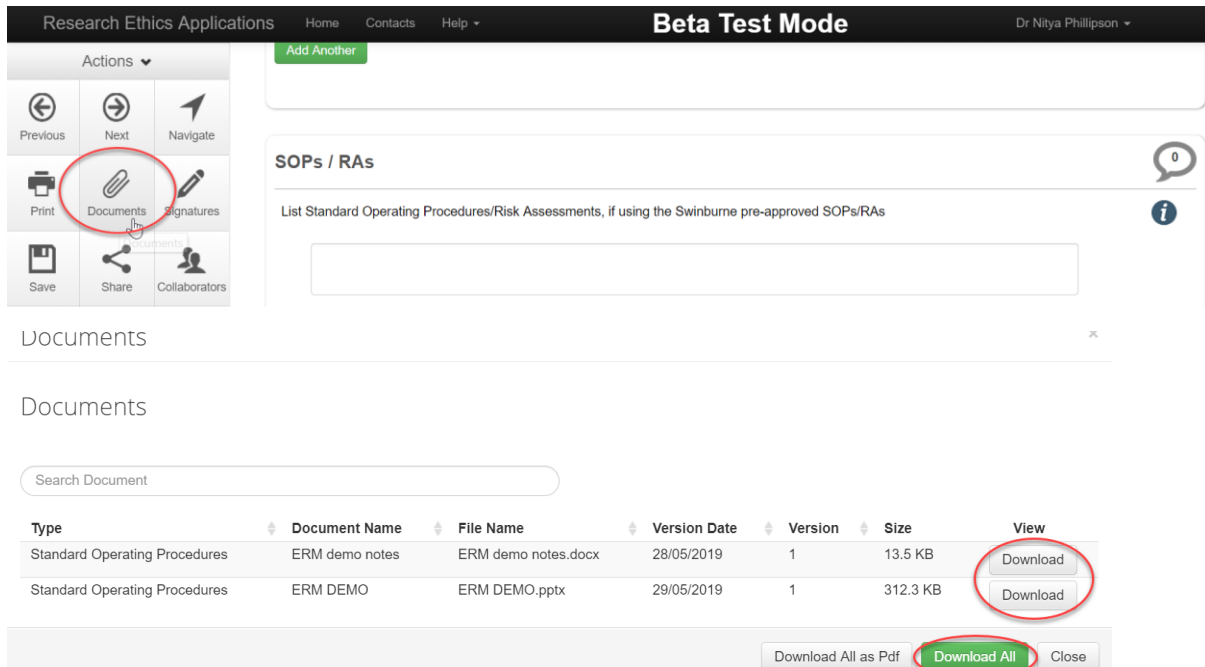 Research Ethics Applications Home Contacts Help Beta Test Mode Dr Nitya Phillipson
Actions
Add Another
Previous Next Navigate
SOPs / RAs 0
Print Documents Signatures
List Standard Operating Procedures/Risk Assessments, if using the Swinburne pre-approved SOPs/RAs i
Documents
Save Share Collaborators
Documents
Documents
Search Document
Type Document Name File Name Version Date Version Size View
Standard Operating Procedures ERM demo notes ERM demo notes.docx 28/05/2019 1 13.5 KB Download
Standard Operating Procedures ERM DEMO ERM DEMO.pptx 29/05/2019 1 312.3 KB Download
Download All as Pdf Download All Close